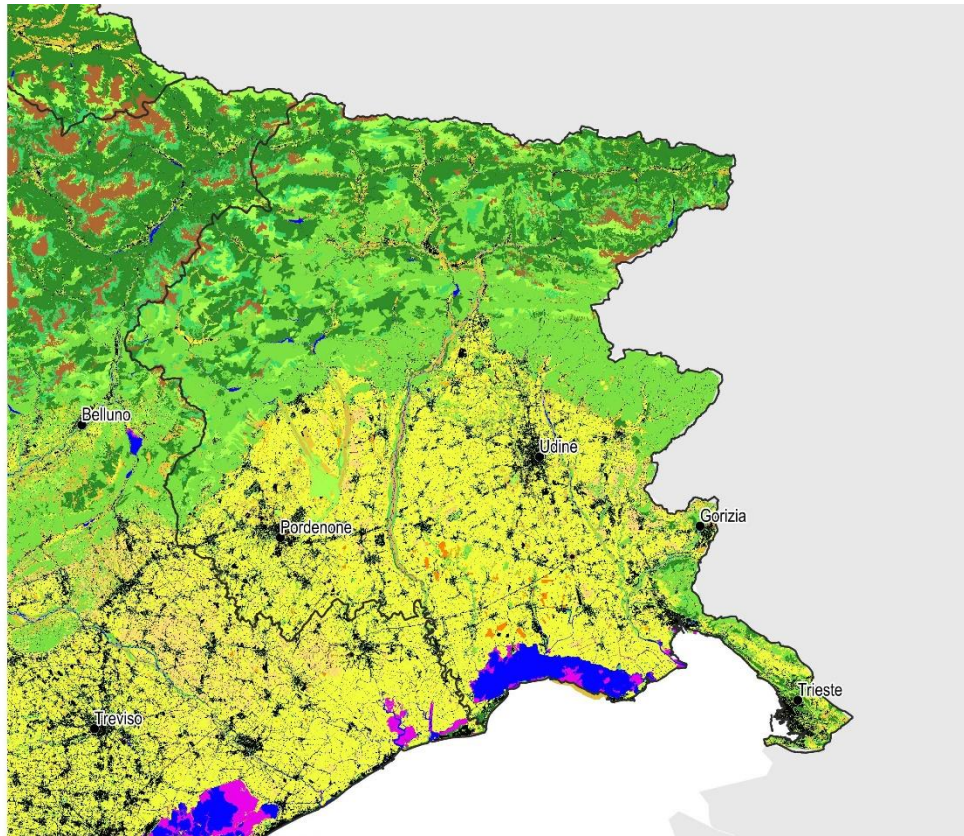 Belluno
Udine
Gorizia
Pordenone
Trieste
Treviso